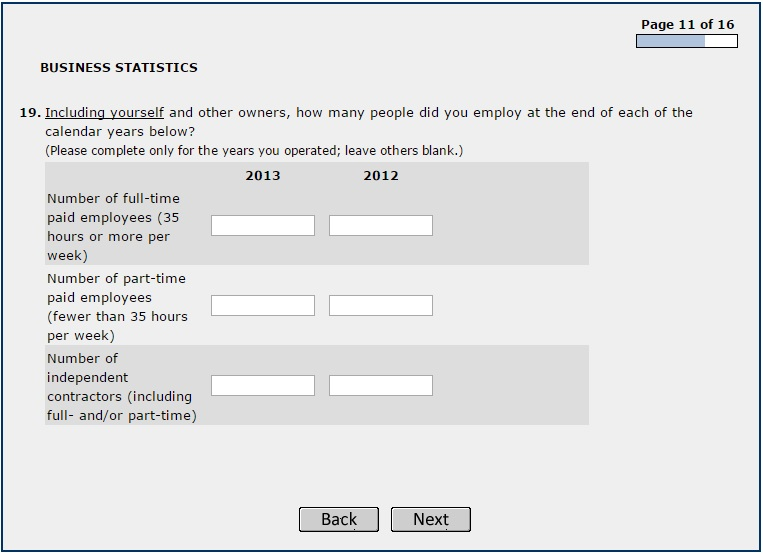 Page 11 of 16
BUSINESS STATISTICS
19. Including yourself and other owners, how many people did you employ at the end of each of the
calendar years below?
(Please complete only for the years you operated; leave others blank.)
2013 2012
Number of full-time
paid employees (35
hours or more per
week)
Number of part-time
paid employees
(fewer than 35 hours
per week)
Number of
independent
contractors (including
full- and/or part-time)
Back Next